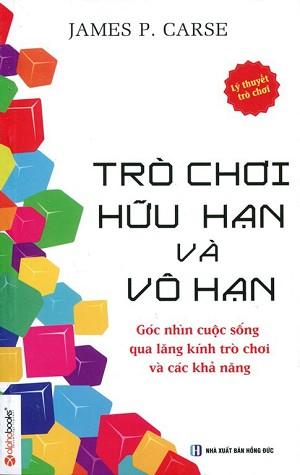 JAMES P. CARSE
Lý thuyết
trò chơi
TRÒ CHƠI
HỮU HẠN
VÀ
VÔ HẠN
Góc nhìn cuộc sống
qua lăng kính trò chơi
và các khả năng
alphabooks
NHÀ XUẤT BẢN HỒNG ĐỨC